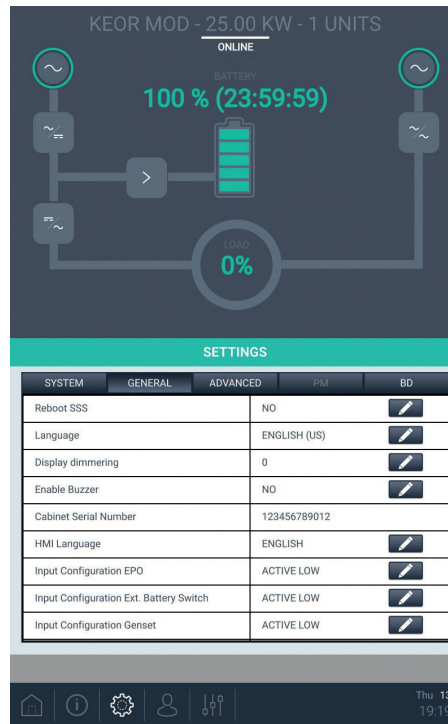 KEOR MOD - 25.00 KW - 1 UNITS
ONLINE
BATTERY
100 % (23:59:59)
LOAD
0%
SETTINGS
SYSTEM GENERAL ADVANCED PM BD
Reboot SSS NO
Language ENGLISH (US)
Display dimmering 0
Enable Buzzer NO
Cabinet Serial Number 123456789012
HMI Language ENGLISH
Input Configuration EPO ACTIVE LOW
Input Configuration Ext. Battery Switch ACTIVE LOW
Input Configuration Genset ACTIVE LOW
Thu 13
19:19